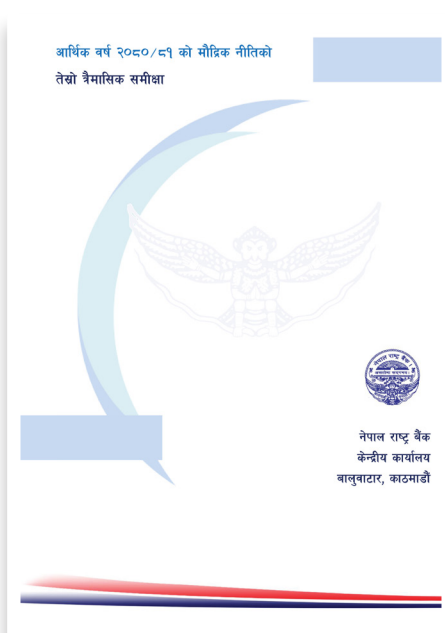 आर्थिक वर्ष २०८०/८१ को मौद्रिक नीतिको
तेस्रो त्रैमासिक समीक्षा
नेपाल राष्ट्र बैंक
नेपाल राष्ट्र बैंक
केन्द्रीय कार्यालय
बालुवाटार, काठमाडौं